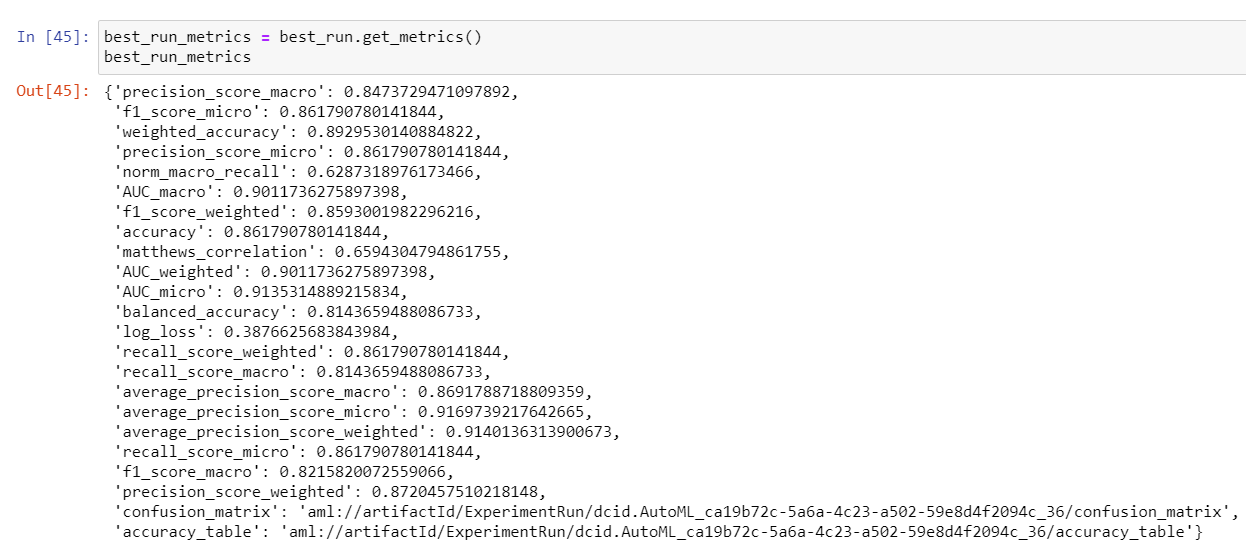 In [45]: best_run_metrics = best_run.get_metrics()
best_run_metrics
Out[45]: {'precision_score_macro': 0.8473729471097892,
'f1_score_micro': 0.861790780141844,
'weighted_accuracy': 0.8929530140884822,
'precision_score_micro': 0.861790780141844,
'norm_macro_recall': 0.6287318976173466,
'AUC_macro': 0.9011736275897398,
'f1_score_weighted': 0.8593001982296216,
'accuracy': 0.861790780141844,
'matthews_correlation': 0.6594304794861755,
'AUC_weighted': 0.9011736275897398,
'AUC_micro': 0.9135314889215834,
'balanced_accuracy': 0.8143659488086733,
'log_loss': 0.3876625683843984,
'recall_score_weighted': 0.861790780141844,
'recall_score_macro': 0.8143659488086733,
'average_precision_score_macro': 0.8691788718809359,
'average_precision_score_micro': 0.9169739217642665,
'average_precision_score_weighted': 0.9140136313900673,
'recall_score_micro': 0.861790780141844,
'f1_score_macro': 0.8215820072559066,
'precision_score_weighted': 0.8720457510218148,
'confusion_matrix': 'aml://artifactId/ExperimentRun/dcid.AutoML_ca19b72c-5a6a-4c23-a502-59e8d4f2094c_36/confusion_matrix',
'accuracy_table': 'aml://artifactId/ExperimentRun/dcid.AutoML_ca19b72c-5a6a-4c23-a502-59e8d4f2094c_36/accuracy_table'}